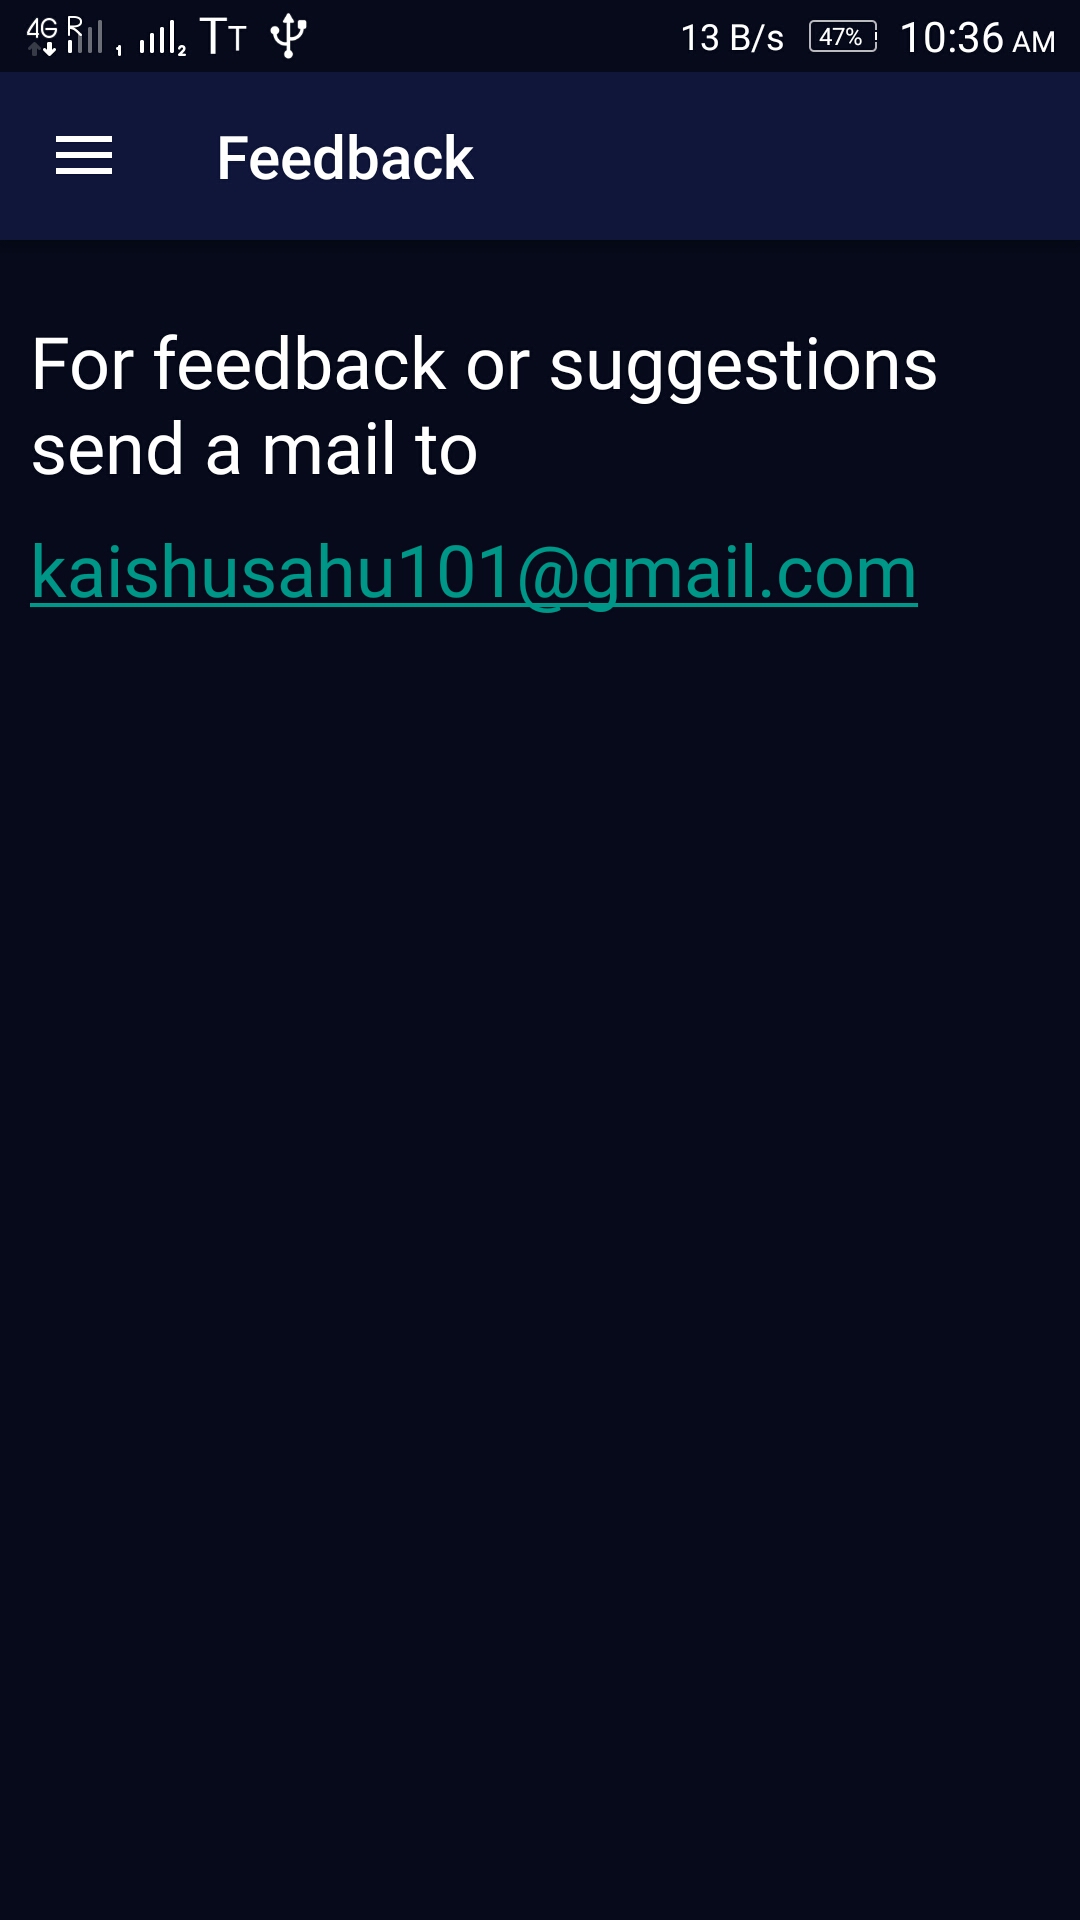 4G R 1 2 TT 13 B/s 47% 10:36 AM
Feedback
For feedback or suggestions
send a mail to
kaishusahu101@gmail.com